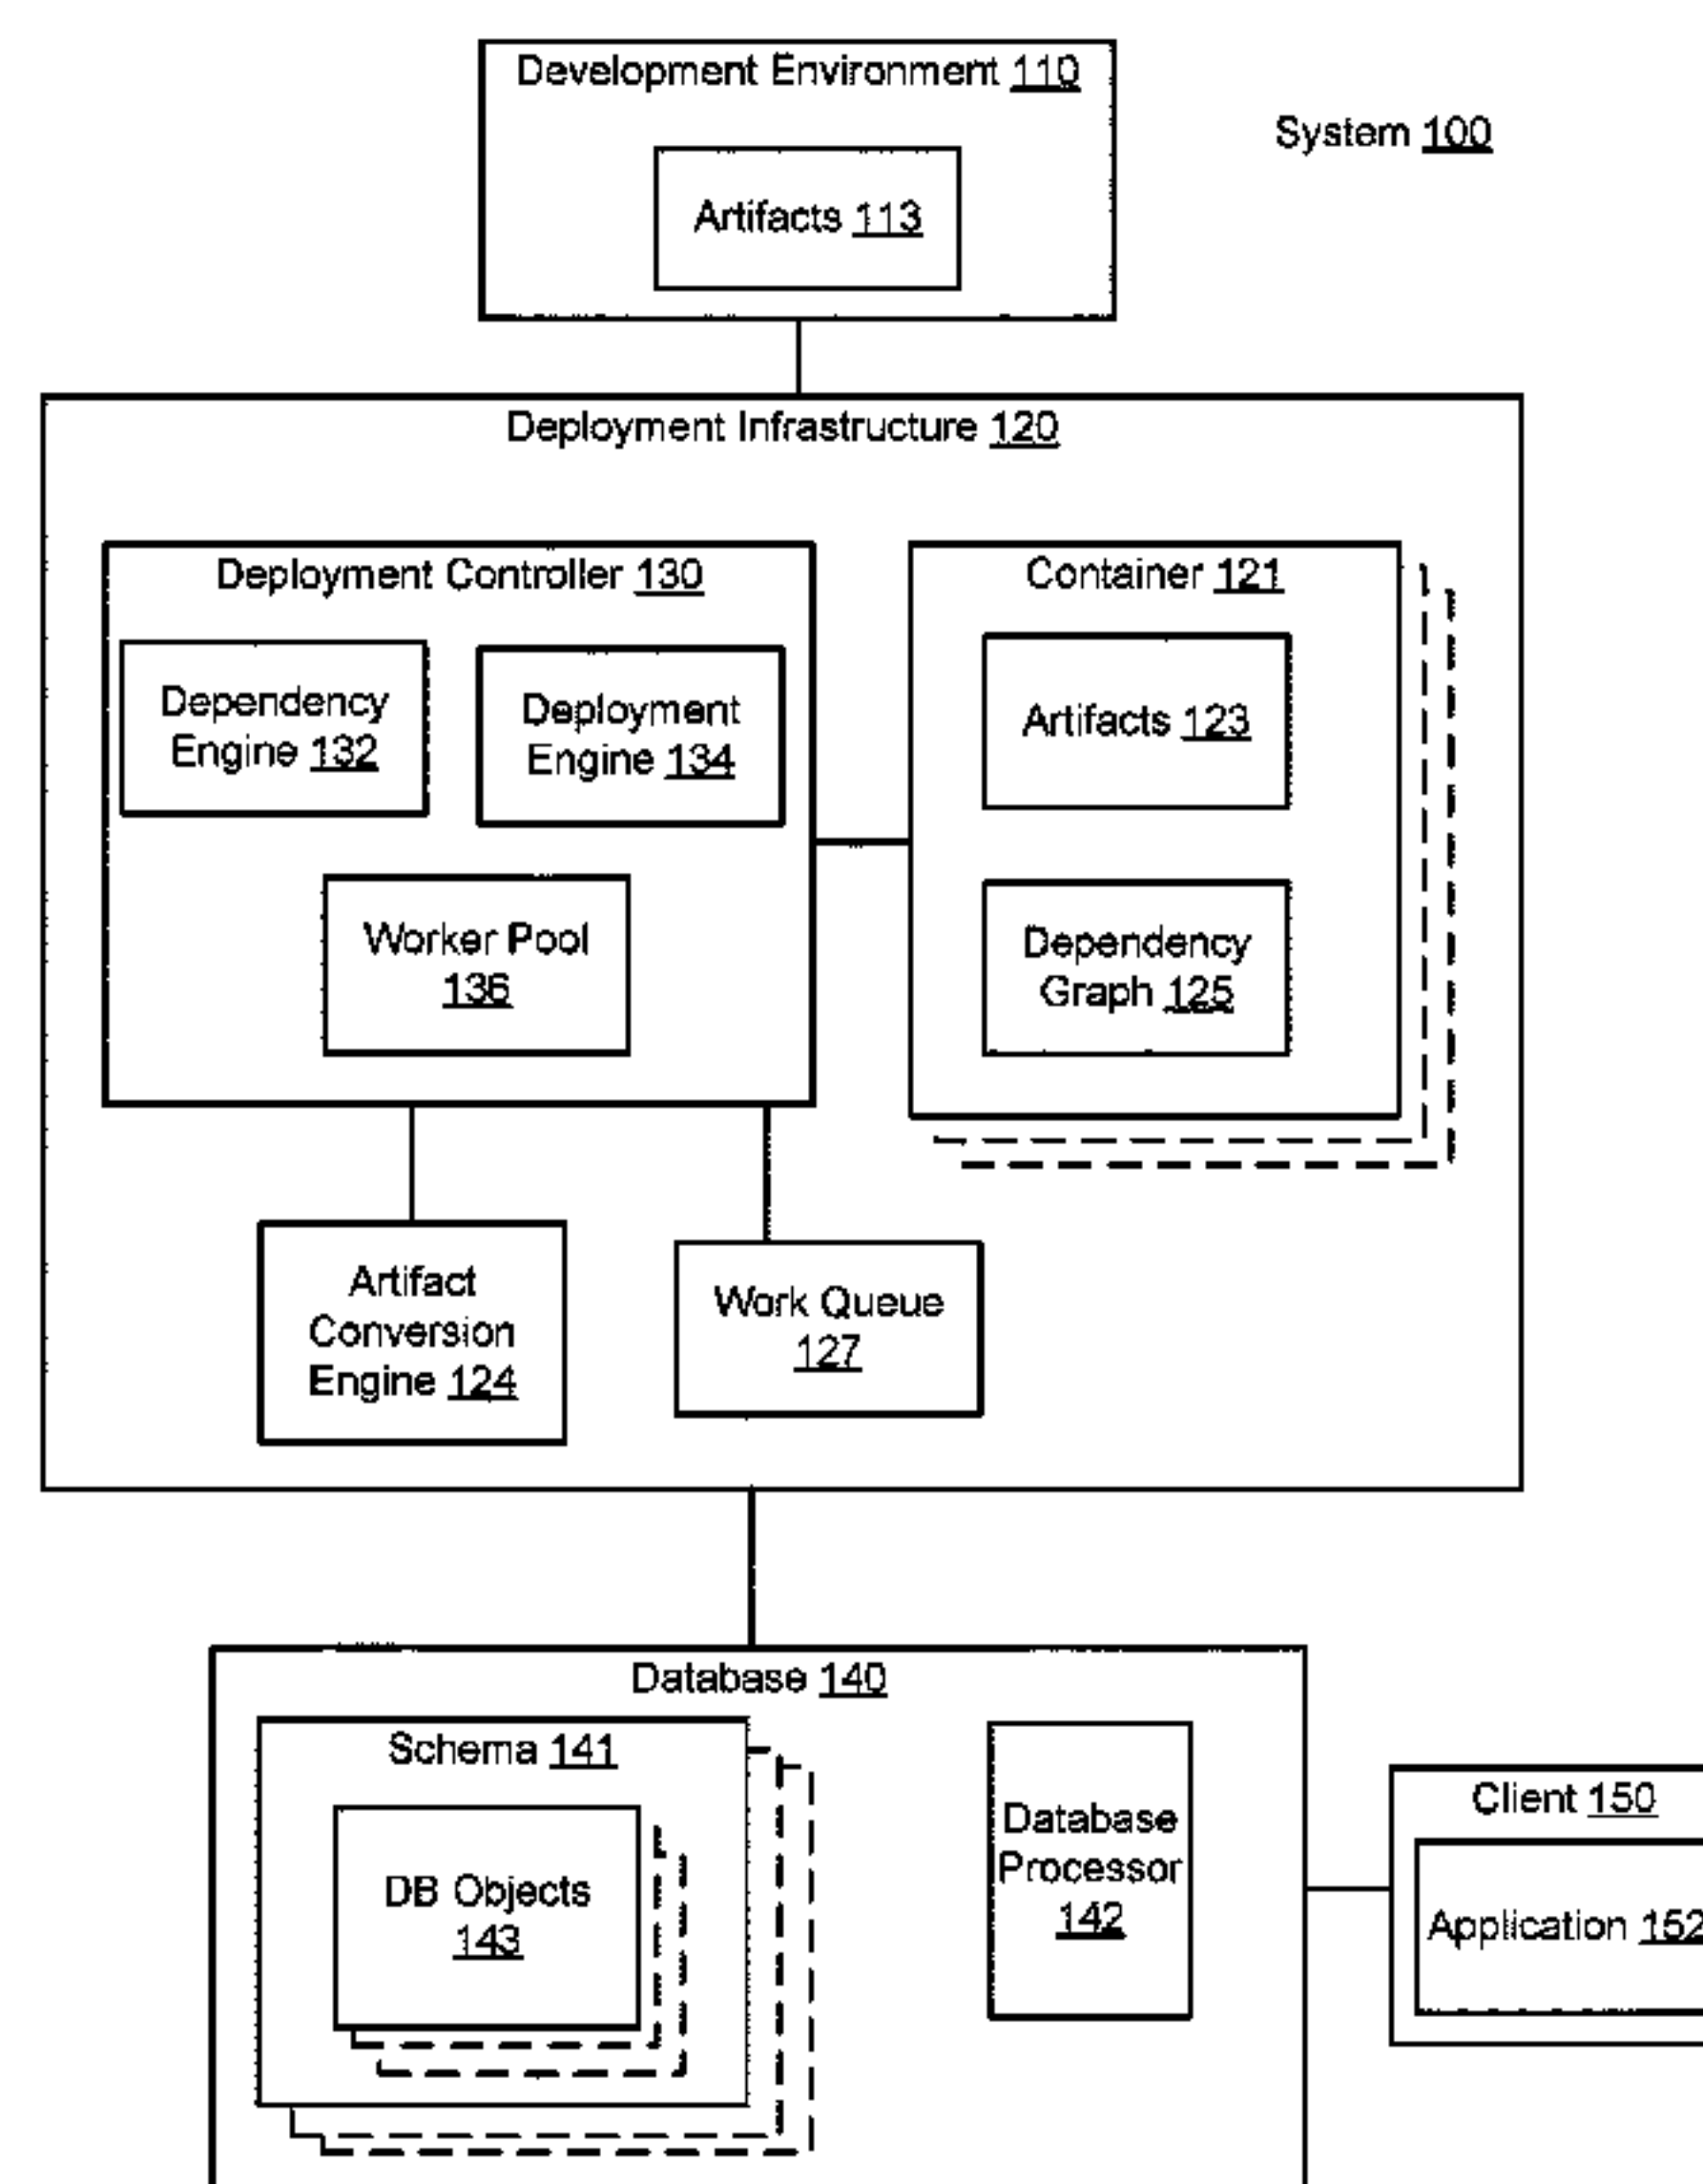 Development Environment 110
System 100
Artifacts 113
Deployment Infrastructure 120
Deployment Controller 130
Container 121
Dependency
Engine 132
Deployment
Engine 134
Artifacts 123
Worker Pool
136
Dependency
Graph 125
Artifact
Conversion
Engine 124
Work Queue
127
Database 140
Schema 141
DB Objects
143
Database
Processor
142
Client 150
Application 152